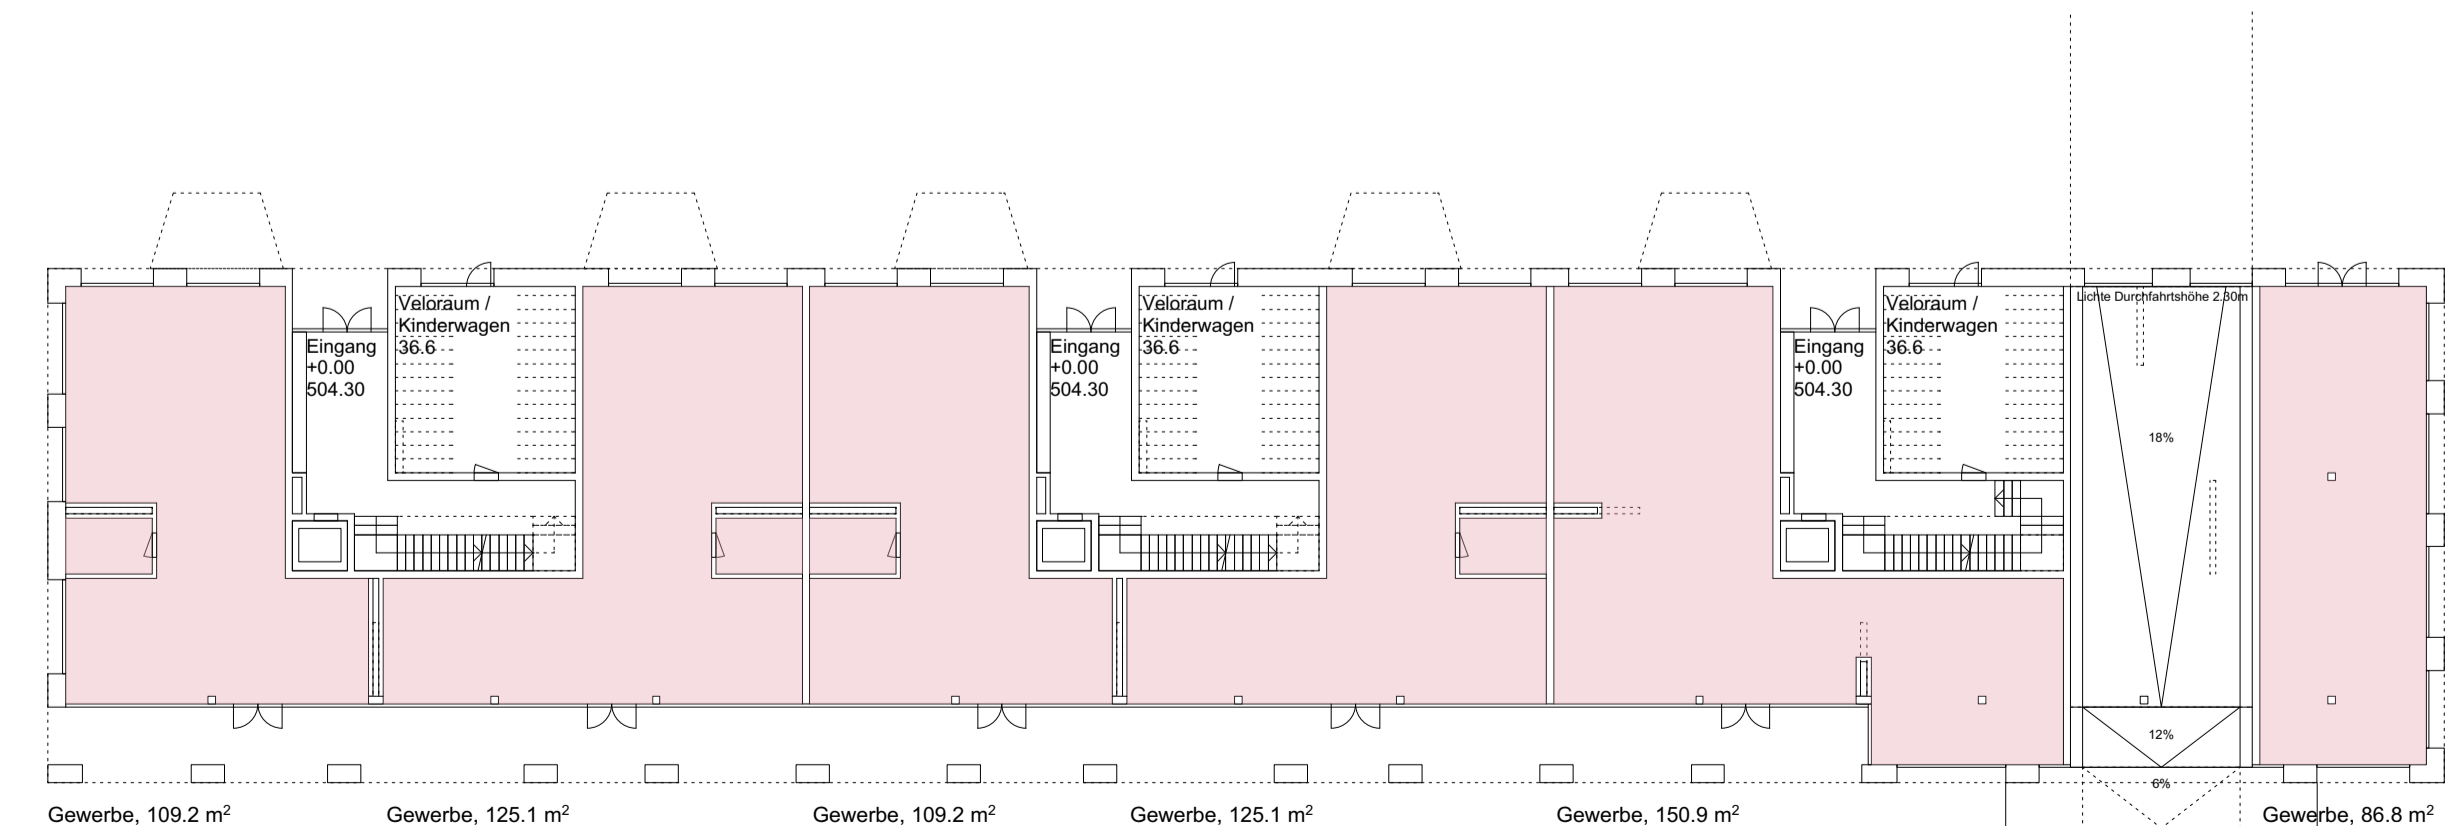 Veloraum /
Kinderwagen
36.6
Eingang
+0.00
504.30
Veloraum /
Kinderwagen
36.6
Eingang
+0.00
504.30
Veloraum /
Kinderwagen
36.6
Eingang
+0.00
504.30
Lichte Durchfahrtshöhe 2.30m
18%
12%
6%
Gewerbe, 109.2 m²
Gewerbe, 125.1 m²
Gewerbe, 109.2 m²
Gewerbe, 125.1 m²
Gewerbe, 150.9 m²
Gewerbe, 86.8 m²